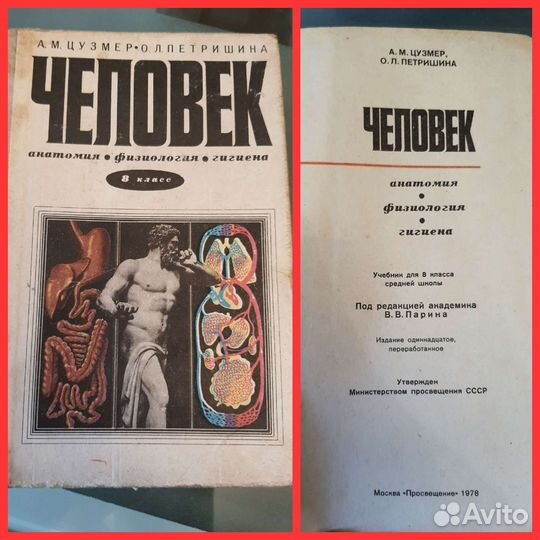 А. М. ЦУЗМЕР • О. Л. ПЕТРИШИНА
ЧЕЛОВЕК
анатомия • физиология • гигиена
8 класс
А. М. ЦУЗМЕР,
О. Л. ПЕТРИШИНА
ЧЕЛОВЕК
анатомия
•
физиология
•
гигиена
Учебник для 8 класса
средней школы
Под редакцией академика
В. В. Парина
Издание одиннадцатое,
переработанное
Утвержден
Министерством просвещения СССР
Москва «Просвещение» 1978
Avito